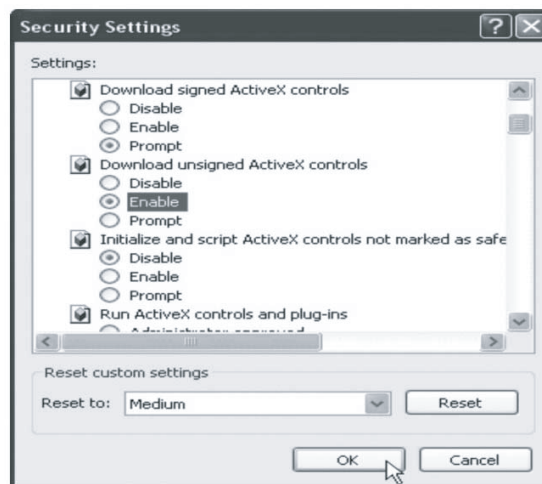 Security Settings
Settings:
Download signed ActiveX controls
Disable
Enable
Prompt
Download unsigned ActiveX controls
Disable
Enable
Prompt
Initialize and script ActiveX controls not marked as safe
Disable
Enable
Prompt
Run ActiveX controls and plug-ins
Administrator approved
Reset custom settings
Reset to:
Medium
Reset
OK
Cancel